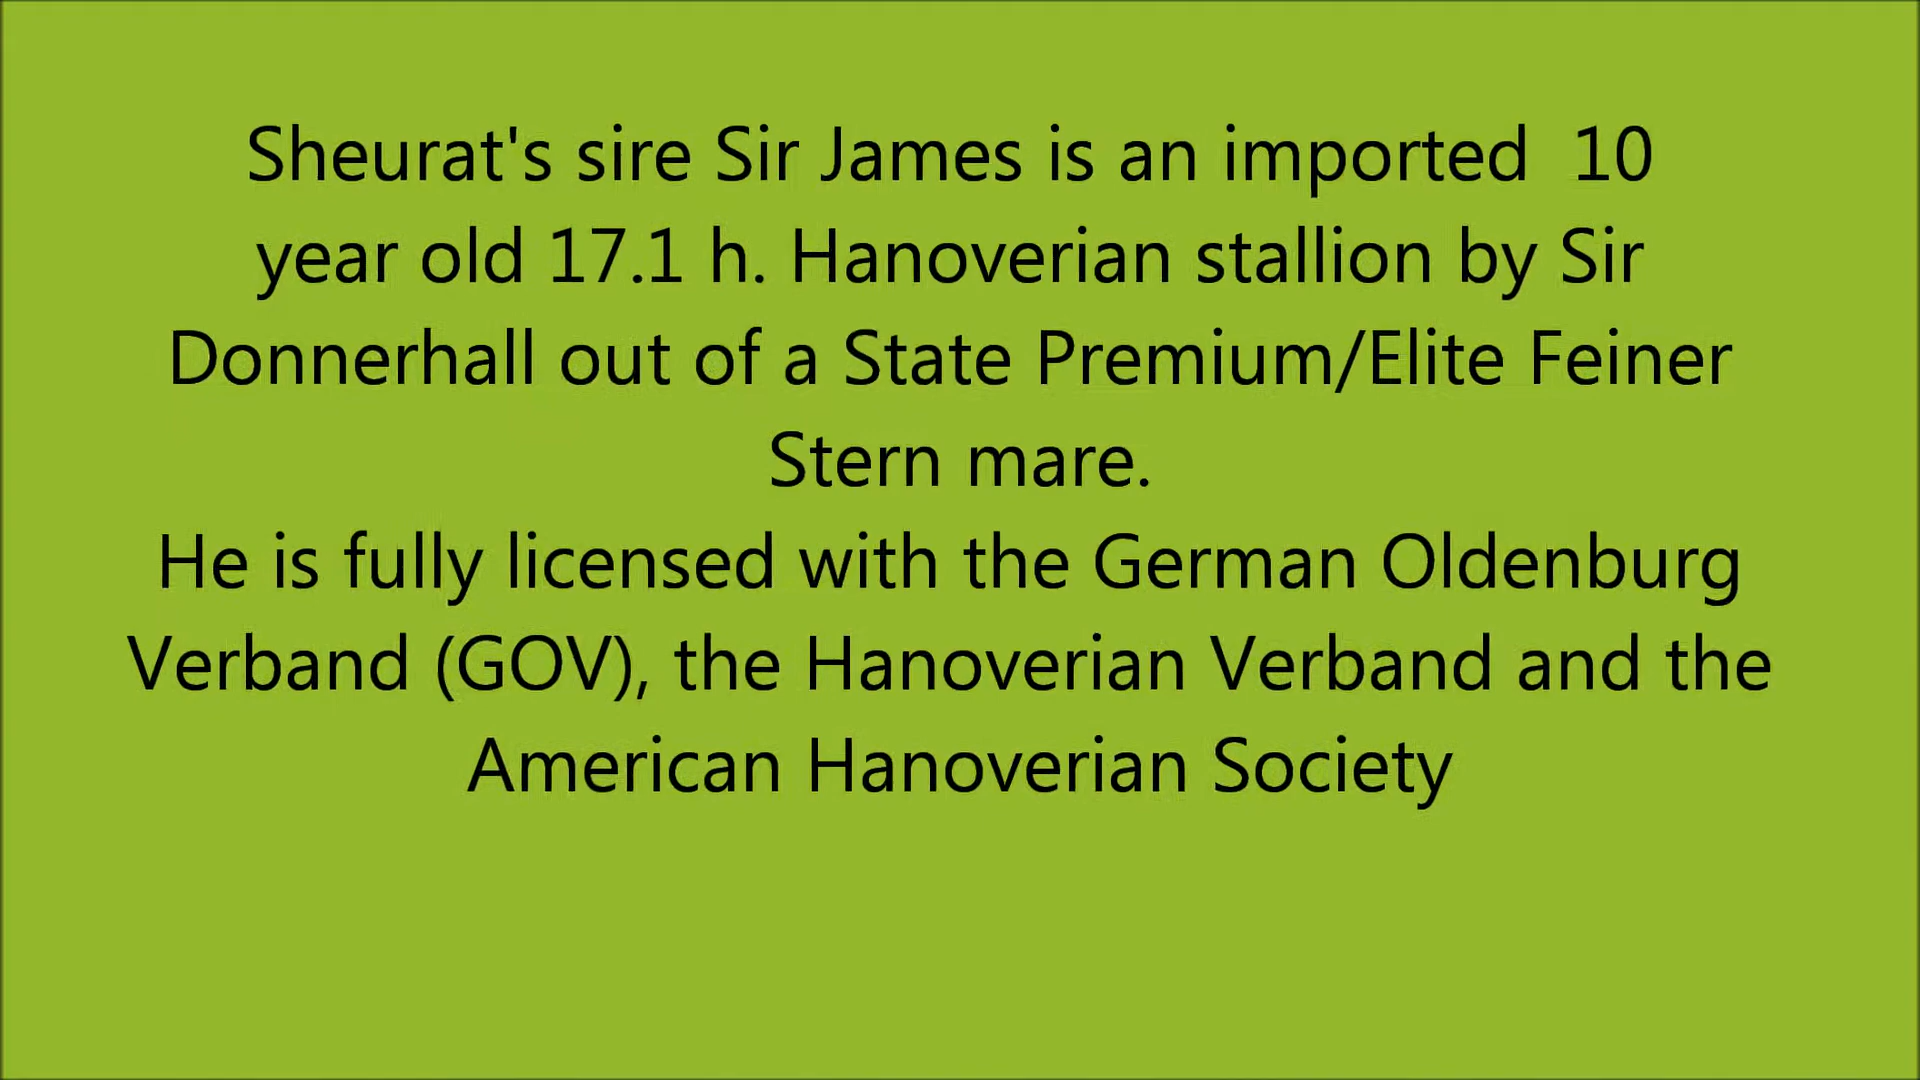 Sheurat's sire Sir James is an imported  10
year old 17.1 h. Hanoverian stallion by Sir
Donnerhall out of a State Premium/Elite Feiner
Stern mare.
He is fully licensed with the German Oldenburg
Verband (GOV), the Hanoverian Verband and the
American Hanoverian Society